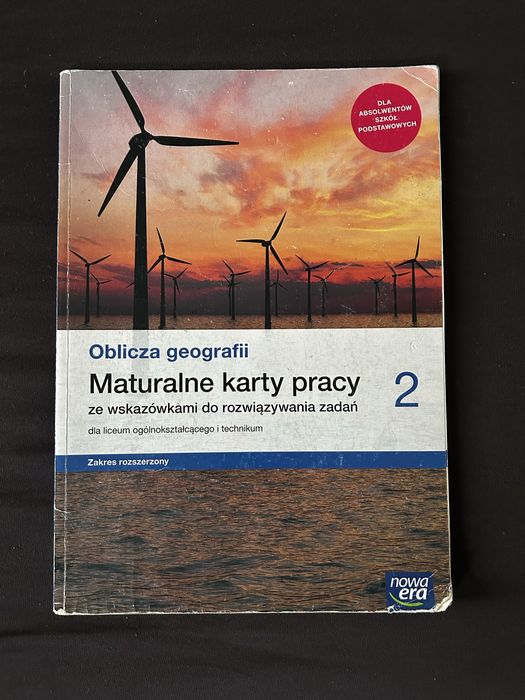 DLA
ABSOLWENTÓW
SZKÓŁ
PODSTAWOWYCH
Oblicza geografii
Maturalne karty pracy 2
ze wskazówkami do rozwiązywania zadań
dla liceum ogólnokształcącego i technikum
Zakres rozszerzony
nowa
era